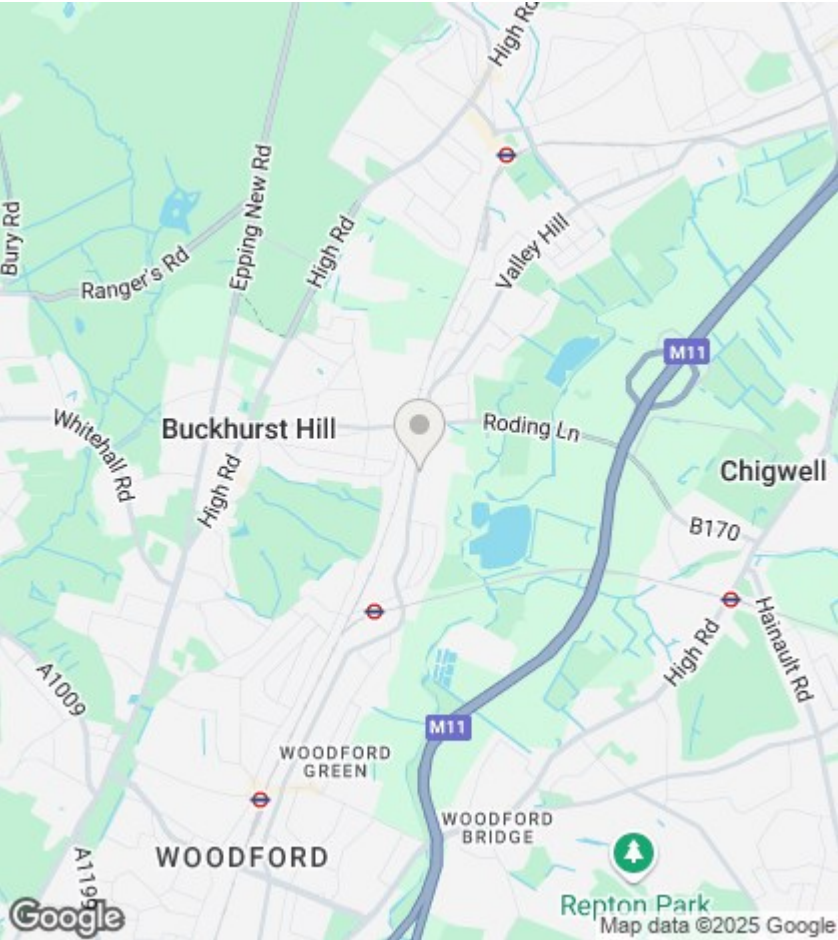 High Rd
Epping New Rd
Bury Rd
High Rd
Ranger's Rd
Valley Hill
M11
Whitehall Rd
Buckhurst Hill
Roding Ln
High Rd
Chigwell
B170
High Rd
Hainault Rd
A1009
M11
WOODFORD
GREEN
WOODFORD
BRIDGE
WOODFORD
A1199
Repton Park
Google
Map data ©2025 Google